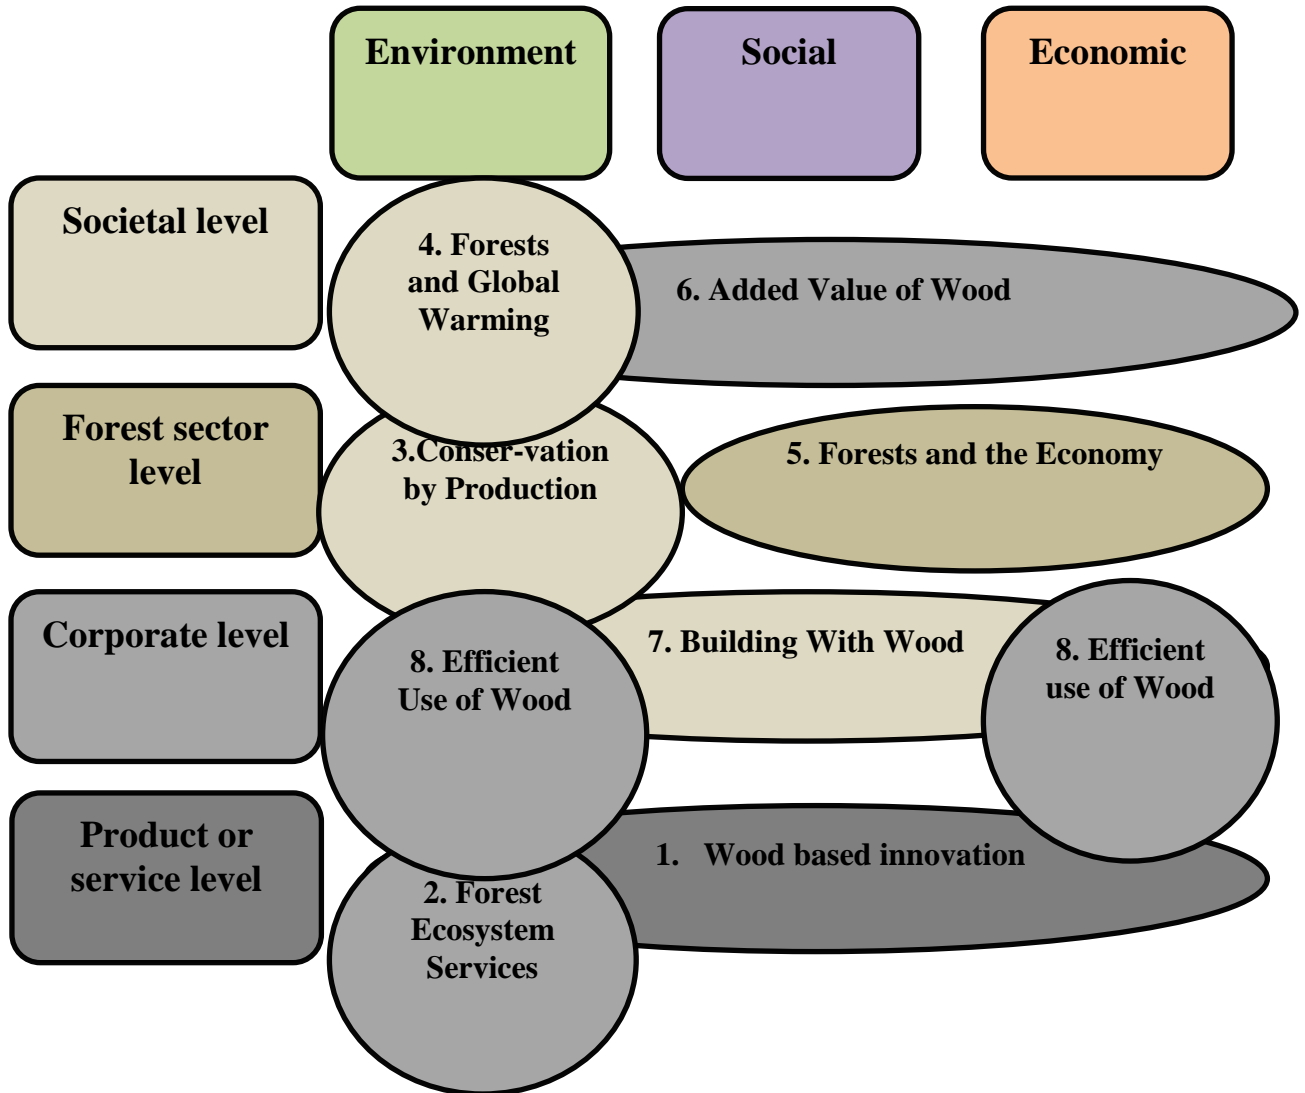 Environment
Social
Economic
Societal level
4. Forests
and Global
Warming
6. Added Value of Wood
Forest sector
level
3.Conser-vation
by Production
5. Forests and the Economy
Corporate level
8. Efficient
Use of Wood
7. Building With Wood
8. Efficient
use of Wood
Product or
service level
1. Wood based innovation
2. Forest
Ecosystem
Services